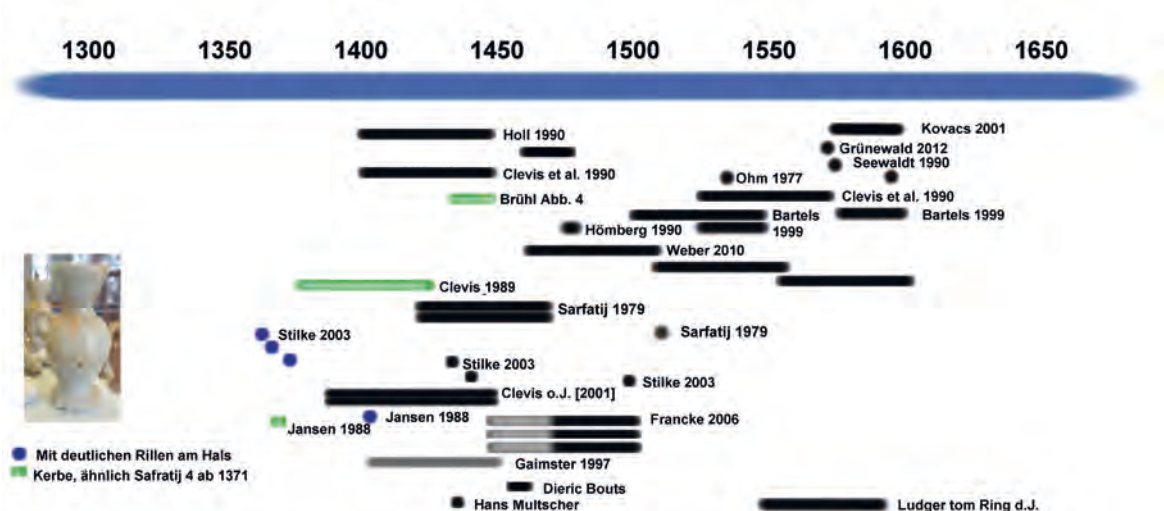 1300 1350 1400 1450 1500 1550 1600 1650
Holl 1990
Kovacs 2001
Grünewald 2012
Seewaldt 1990
Clevis et al. 1990
Ohm 1977
Clevis et al. 1990
Brühl Abb. 4
Bartels 1999
Bartels 1999
Hömberg 1990
Weber 2010
Clevis_1989
Sarfatij 1979
Sarfatij 1979
Stilke 2003
Stilke 2003
Stilke 2003
Clevis o.J. [2001]
Jansen 1988
Jansen 1988
Francke 2006
Mit deutlichen Rillen am Hals
Kerbe, ähnlich Safratij 4 ab 1371
Gaimster 1997
Dieric Bouts
Hans Multscher
Ludger tom Ring d.J.